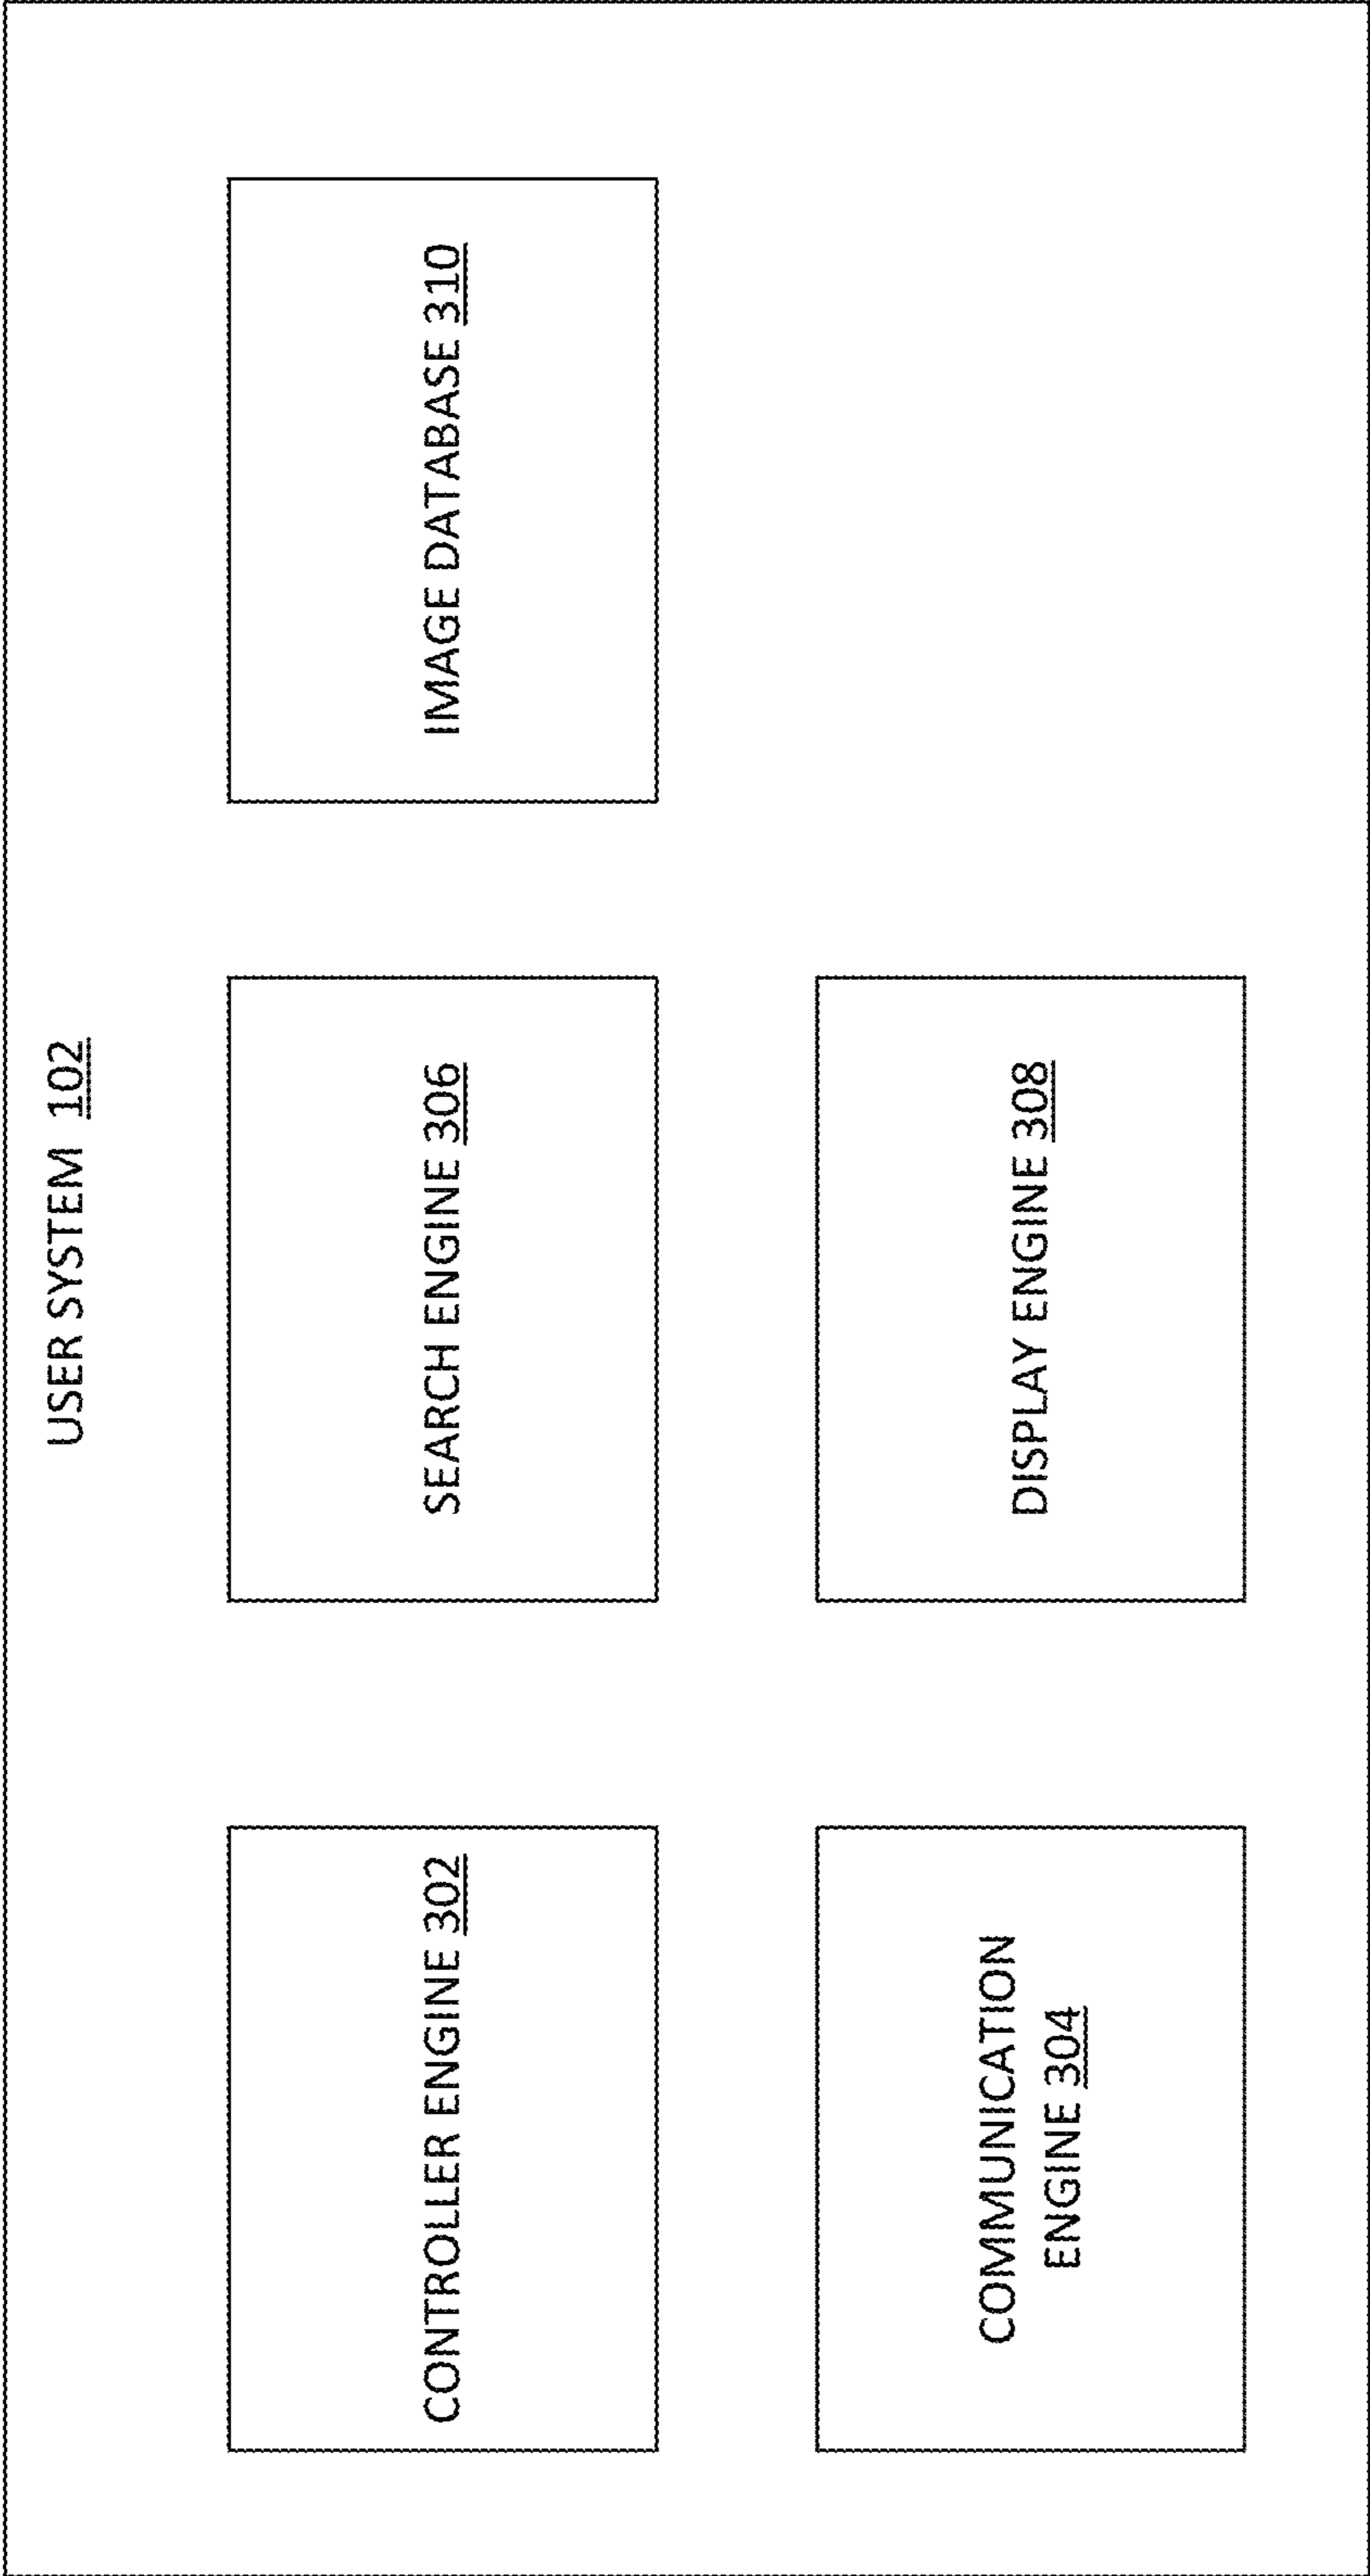 USER SYSTEM 102
CONTROLLER ENGINE 302
SEARCH ENGINE 306
IMAGE DATABASE 310
COMMUNICATION
ENGINE 304
DISPLAY ENGINE 308